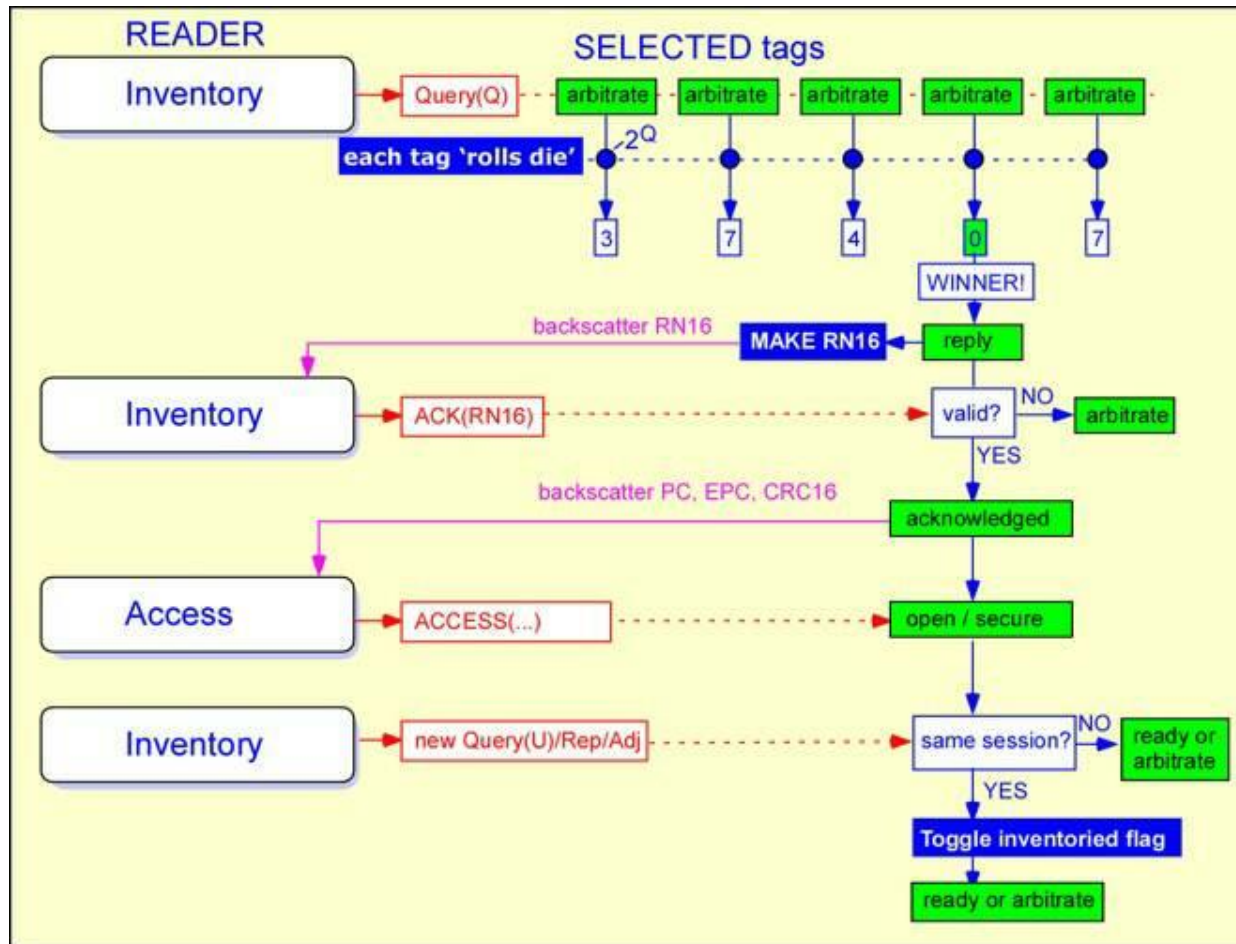 READER
SELECTED tags
Inventory
Query(Q)
arbitrate
arbitrate
arbitrate
arbitrate
arbitrate
each tag ‘rolls die’
2Q
3
7
4
0
7
WINNER!
backscatter RN16
MAKE RN16
reply
Inventory
ACK(RN16)
valid?
NO
arbitrate
YES
backscatter PC, EPC, CRC16
acknowledged
Access
ACCESS(...)
open / secure
Inventory
new Query(U)/Rep/Adj
same session?
NO
ready or
arbitrate
YES
Toggle inventoried flag
ready or arbitrate